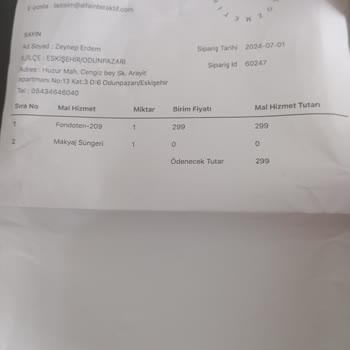 E-posta : iletisim@alfainteraktif.com
OZMETI
SAYIN
Ad Soyad : Zeynep Erdem
Sipariş Tarihi 2024-07-01
İL/İLÇE : ESKİŞEHİR/ODUNPAZARI
Sipariş Id 60247
Adres : Huzur Mah. Cengiz bey Sk. Arayit
apartmanı No:13 Kat:3 D:6 Odunpazarı/Eskişehir
Tel : 05434646040
Sıra No Mal Hizmet Miktar Birim Fiyatı Mal Hizmet Tutarı
1 Fondoten-209 1 299 299
2 Makyaj Süngeri 1 0 0
Ödenecek Tutar 299